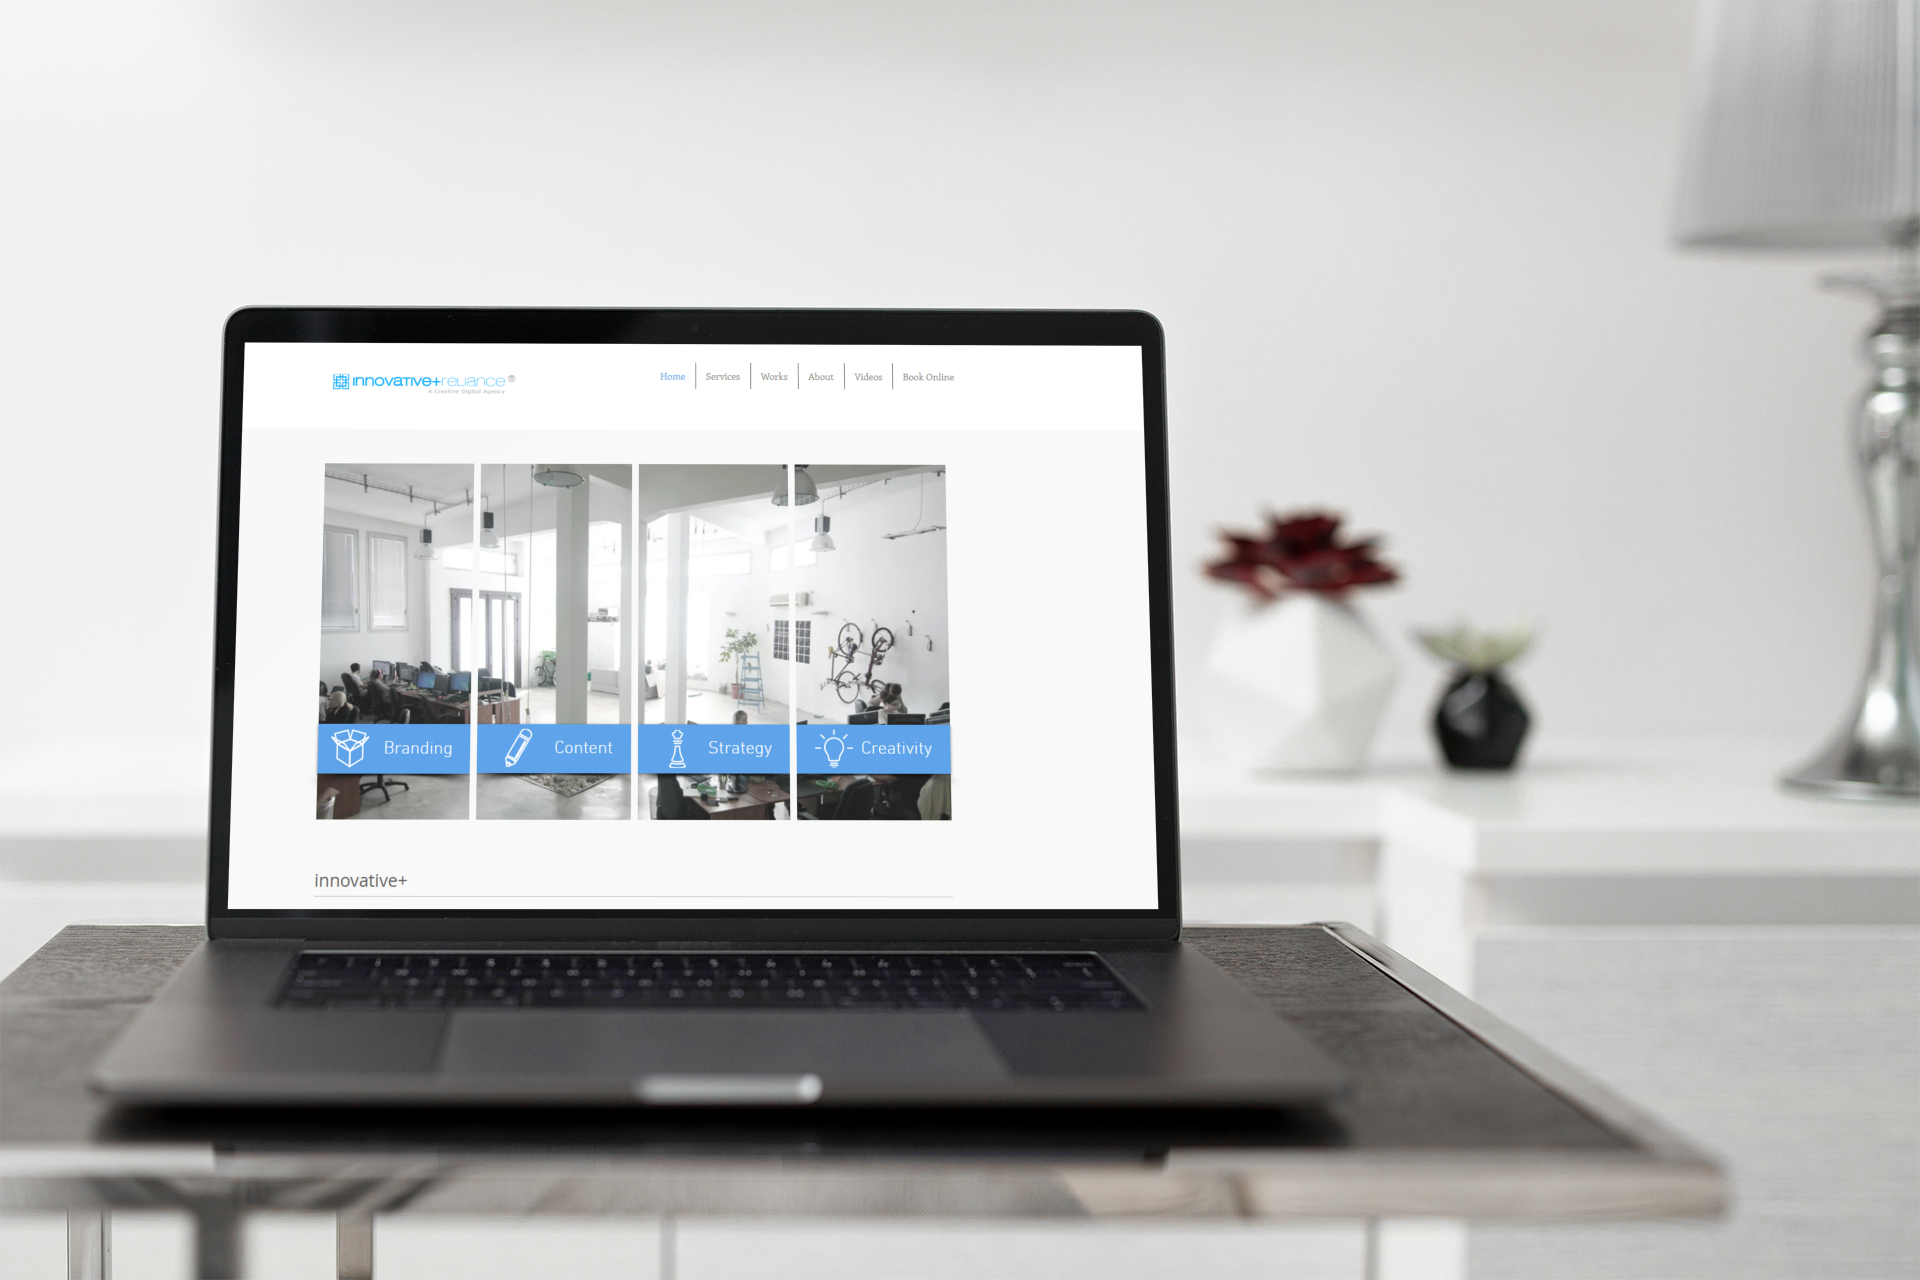 innovative+reliance ®
A Creative Digital Agency
Home Services Works About Videos Book Online
Branding Content Strategy Creativity
innovative+